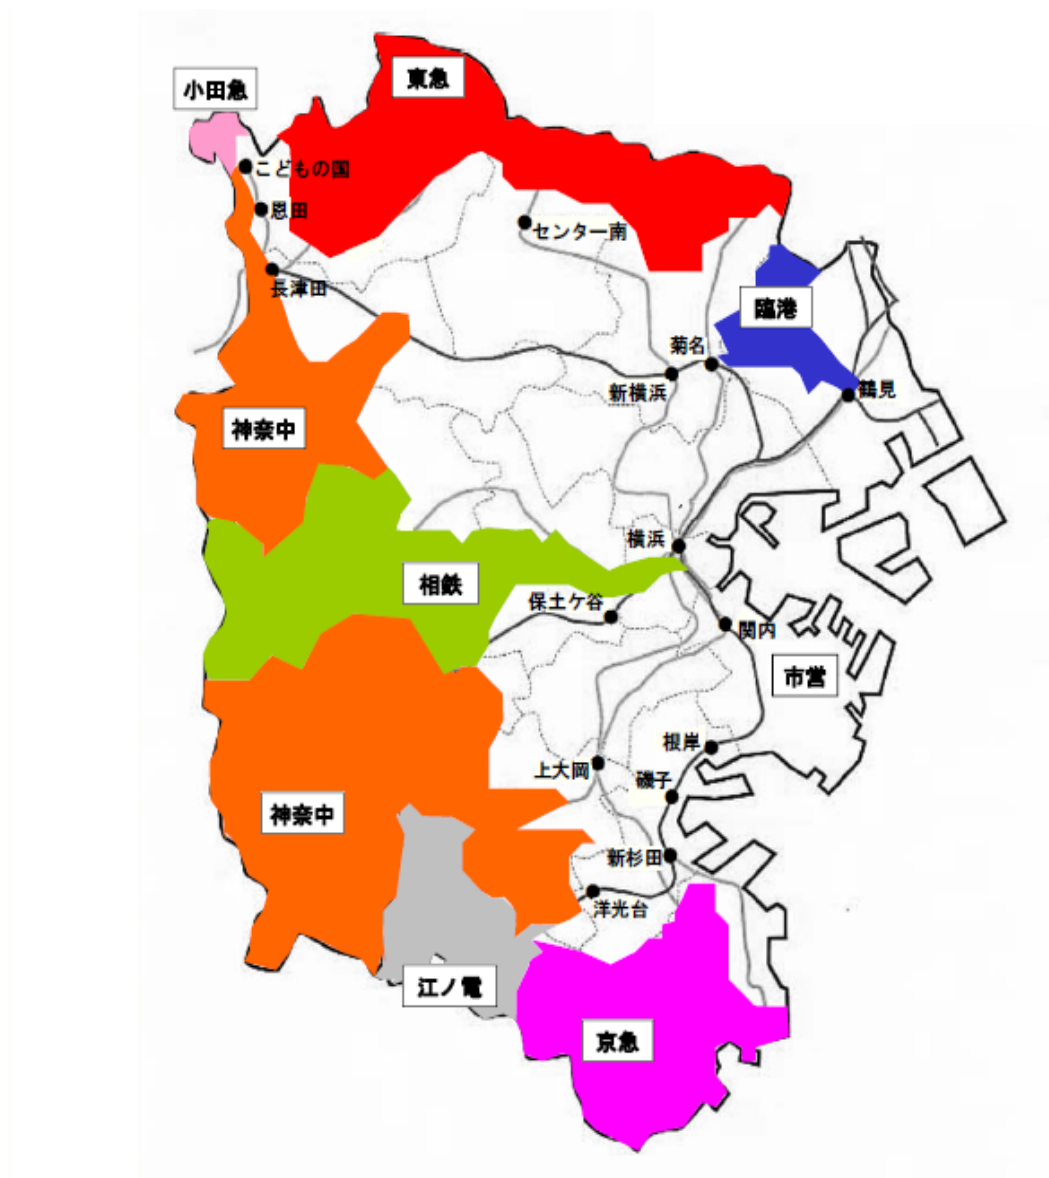 東急
小田急
こどもの国
恩田
センター南
長津田
臨港
菊名
新横浜
鶴見
神奈中
横浜
相鉄
保土ケ谷
関内
市営
根岸
上大岡
磯子
神奈中
新杉田
洋光台
江ノ電
京急